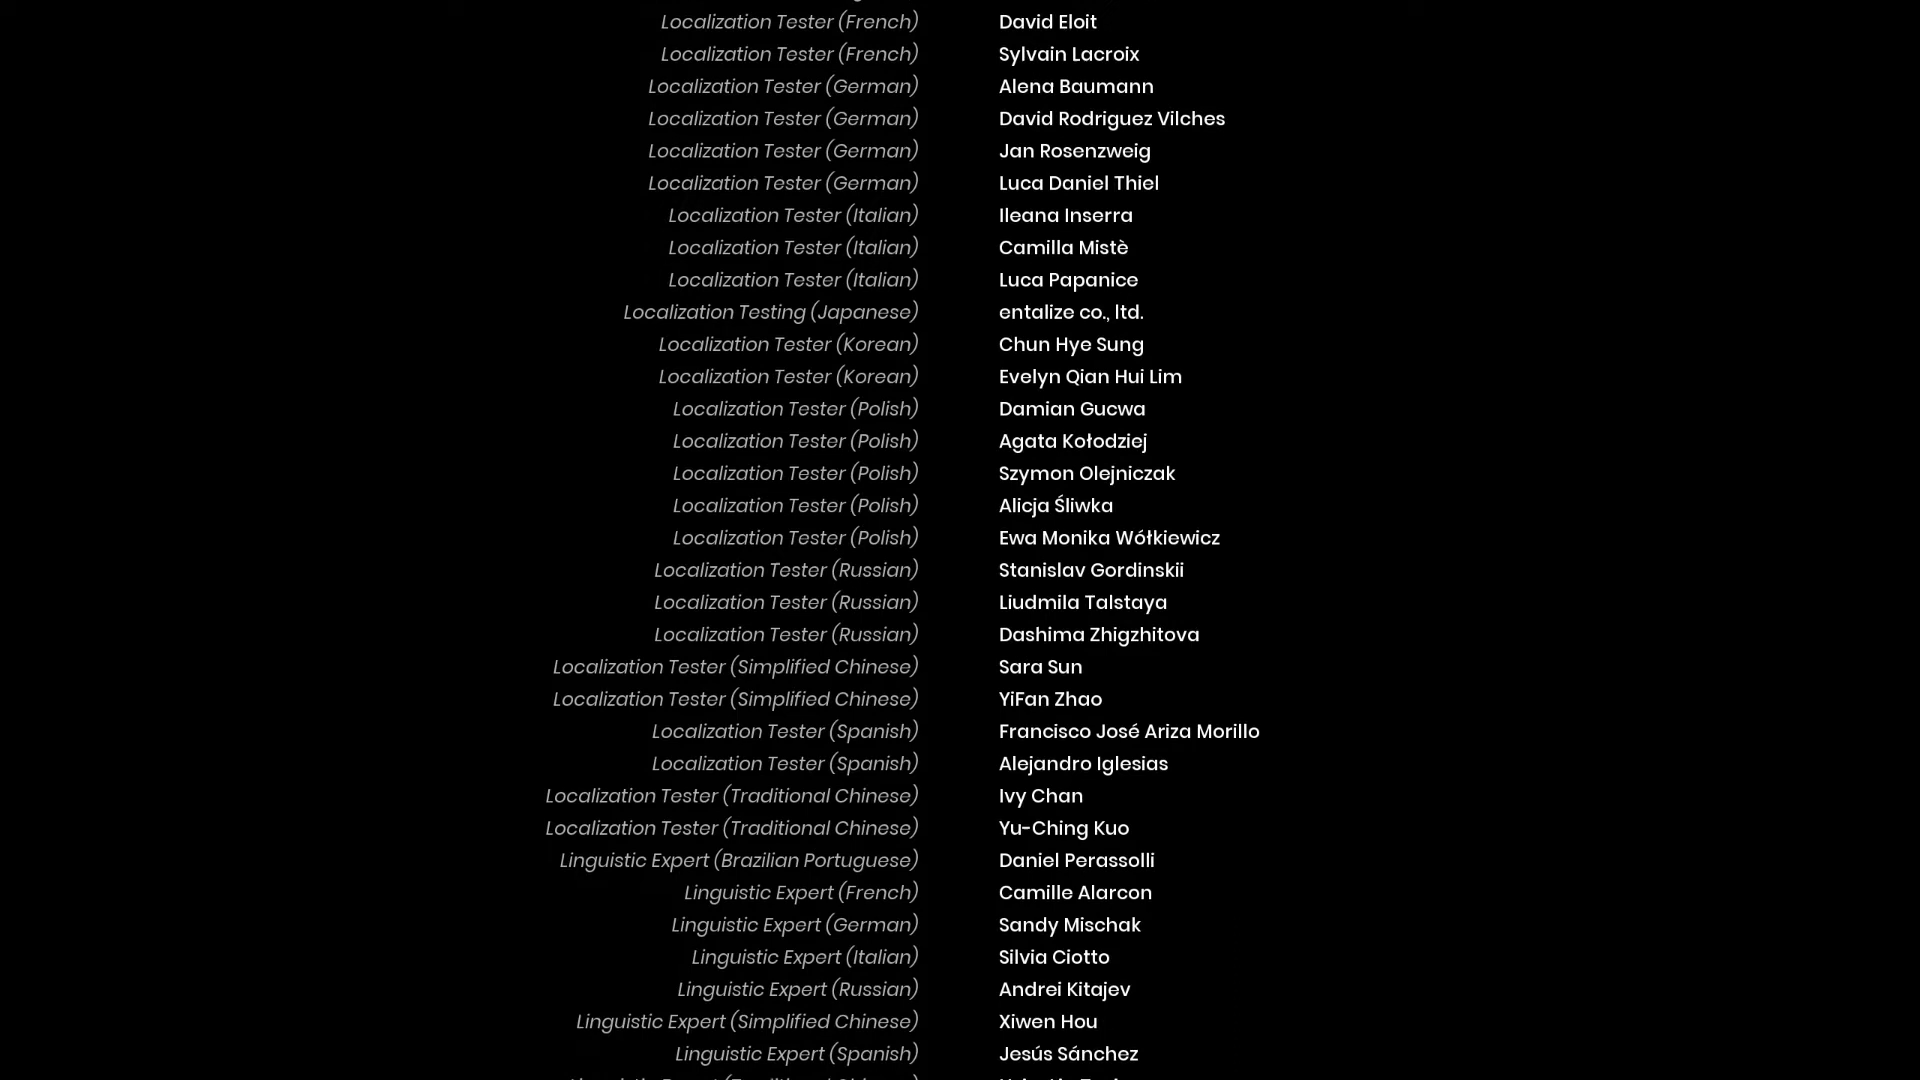 Localization Tester (French) David Eloit
Localization Tester (French) Sylvain Lacroix
Localization Tester (German) Alena Baumann
Localization Tester (German) David Rodriguez Vilches
Localization Tester (German) Jan Rosenzweig
Localization Tester (German) Luca Daniel Thiel
Localization Tester (Italian) Ileana Inserra
Localization Tester (Italian) Camilla Mistè
Localization Tester (Italian) Luca Papanice
Localization Testing (Japanese) entalize co., ltd.
Localization Tester (Korean) Chun Hye Sung
Localization Tester (Korean) Evelyn Qian Hui Lim
Localization Tester (Polish) Damian Gucwa
Localization Tester (Polish) Agata Kołodziej
Localization Tester (Polish) Szymon Olejniczak
Localization Tester (Polish) Alicja Śliwka
Localization Tester (Polish) Ewa Monika Wółkiewicz
Localization Tester (Russian) Stanislav Gordinskii
Localization Tester (Russian) Liudmila Talstaya
Localization Tester (Russian) Dashima Zhigzhitova
Localization Tester (Simplified Chinese) Sara Sun
Localization Tester (Simplified Chinese) YiFan Zhao
Localization Tester (Spanish) Francisco José Ariza Morillo
Localization Tester (Spanish) Alejandro Iglesias
Localization Tester (Traditional Chinese) Ivy Chan
Localization Tester (Traditional Chinese) Yu-Ching Kuo
Linguistic Expert (Brazilian Portuguese) Daniel Perassolli
Linguistic Expert (French) Camille Alarcon
Linguistic Expert (German) Sandy Mischak
Linguistic Expert (Italian) Silvia Ciotto
Linguistic Expert (Russian) Andrei Kitajev
Linguistic Expert (Simplified Chinese) Xiwen Hou
Linguistic Expert (Spanish) Jesús Sánchez